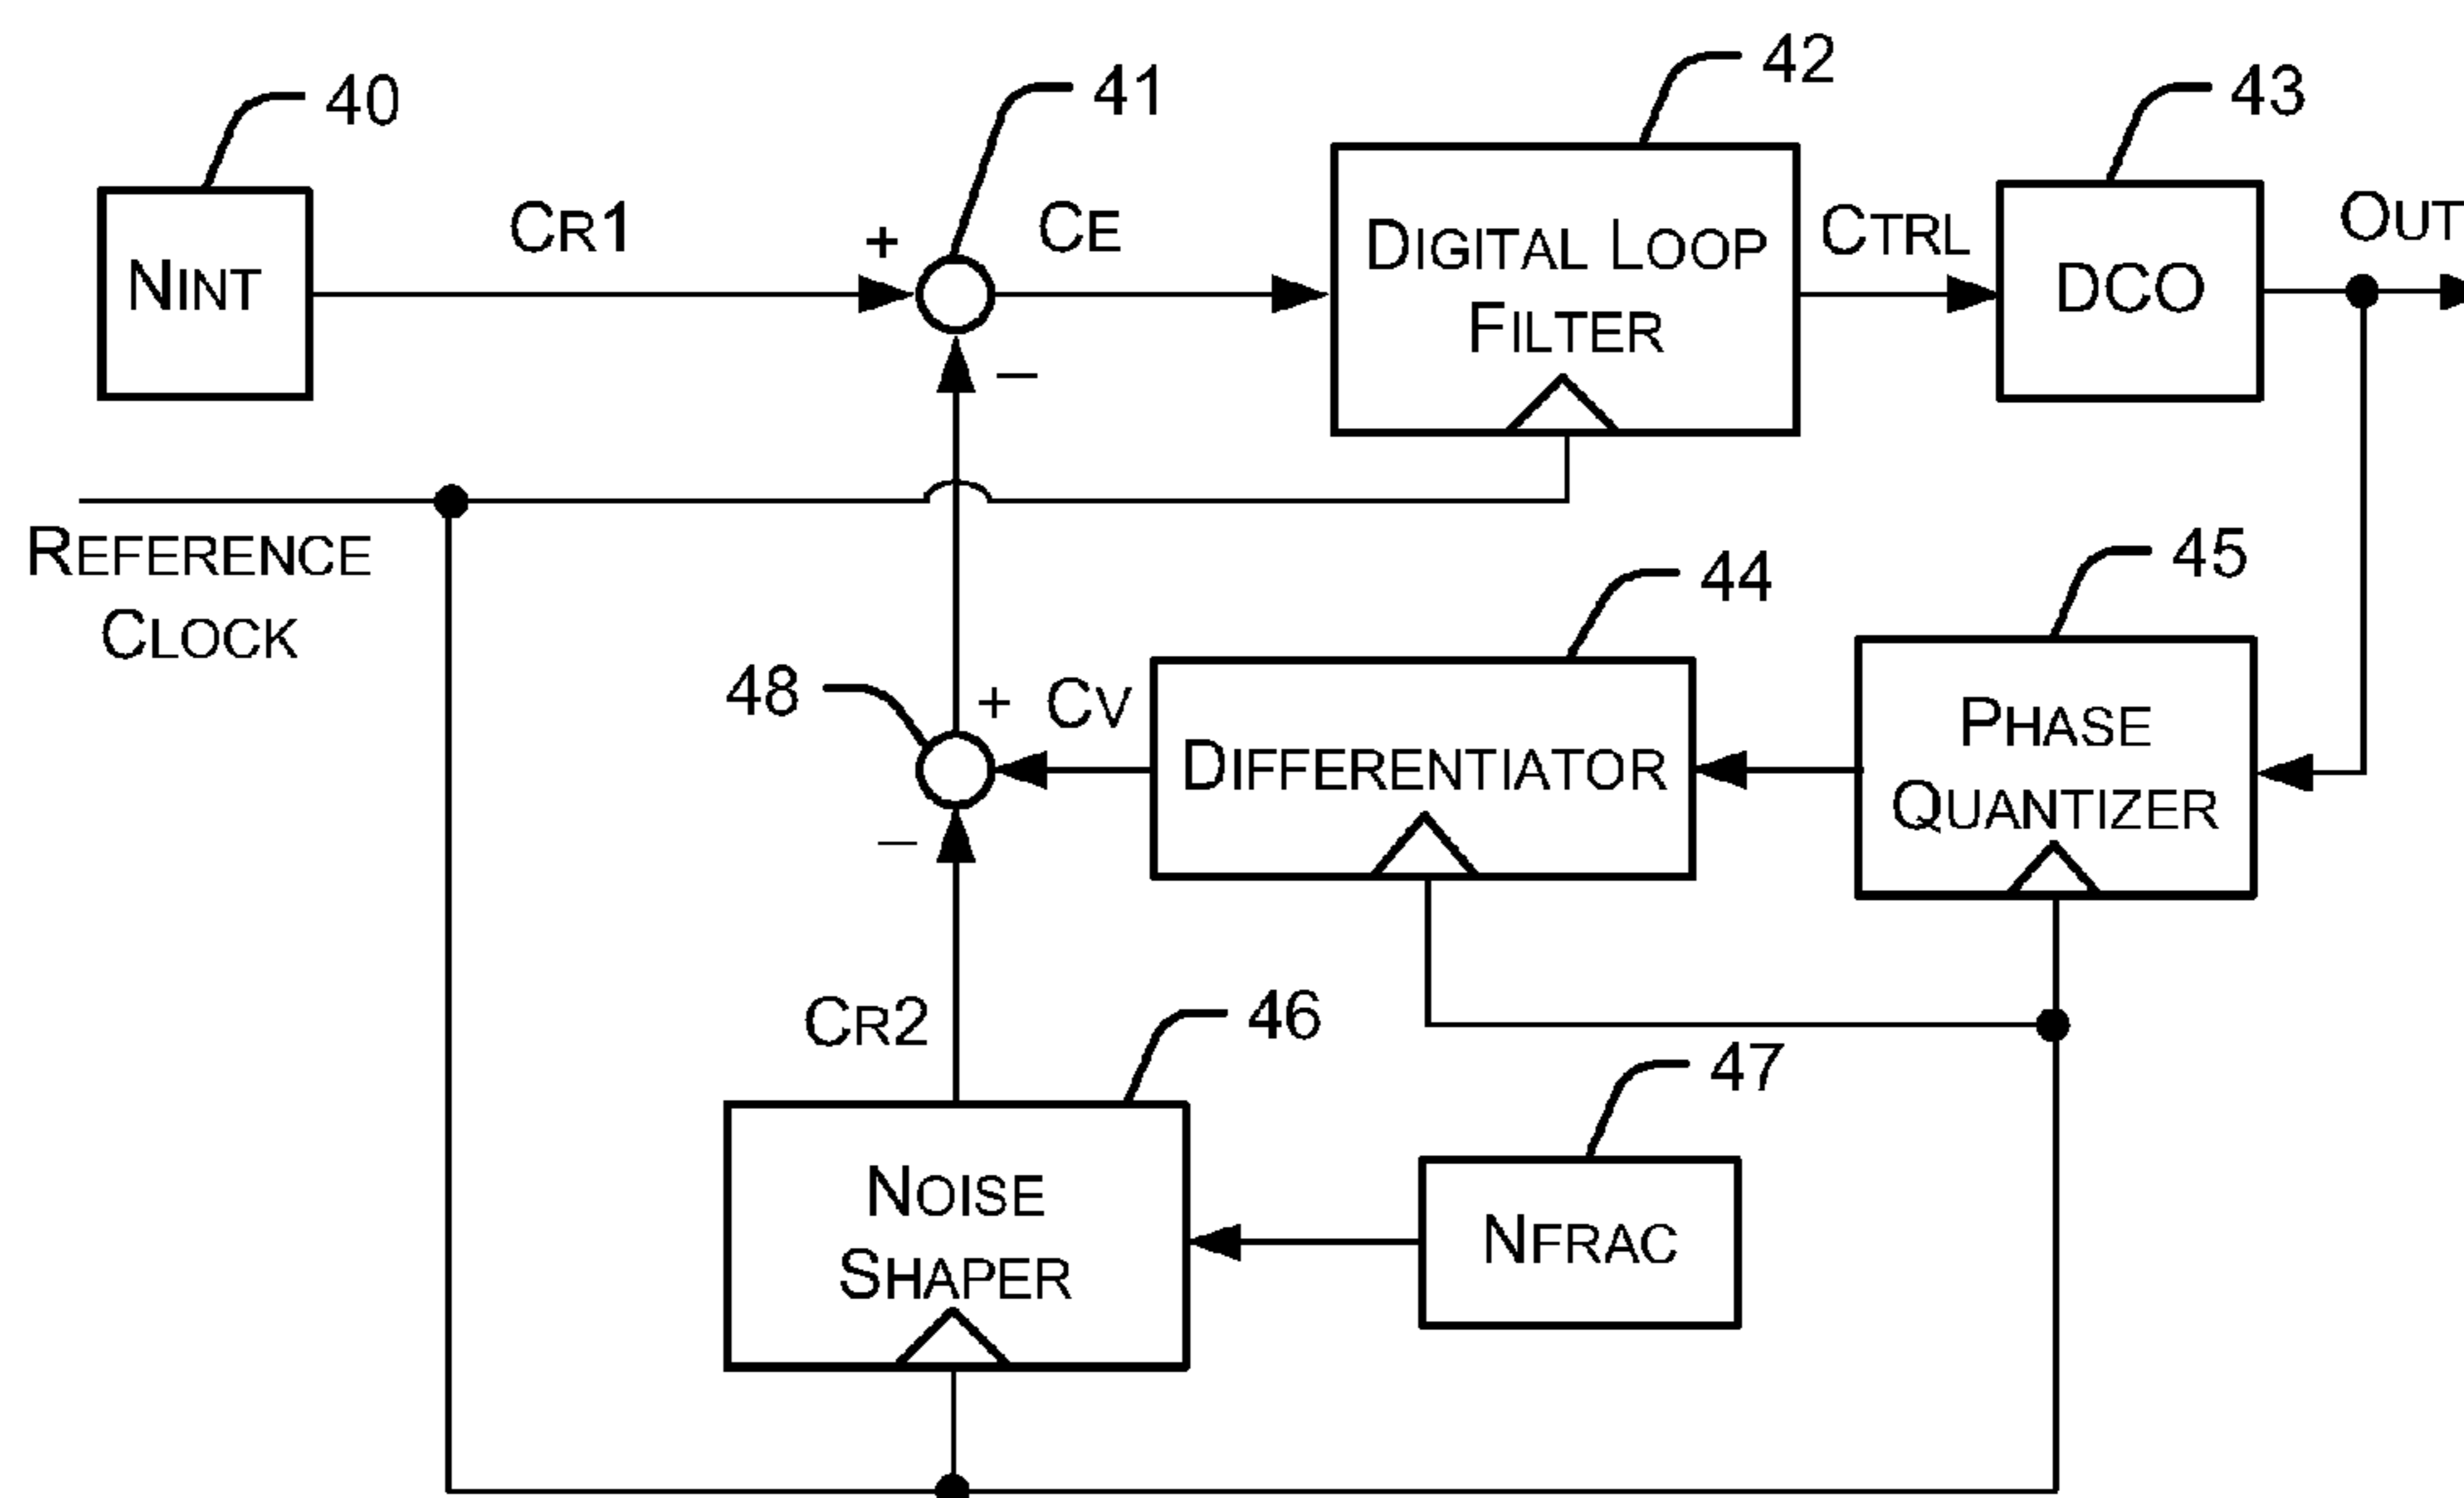 40
41
42
43
NINT
CR1
+
CE
DIGITAL LOOP
FILTER
CTRL
DCO
OUT
–
REFERENCE
CLOCK
44
45
48
+
CV
DIFFERENTIATOR
PHASE
QUANTIZER
–
CR2
46
47
NOISE
SHAPER
NFRAC